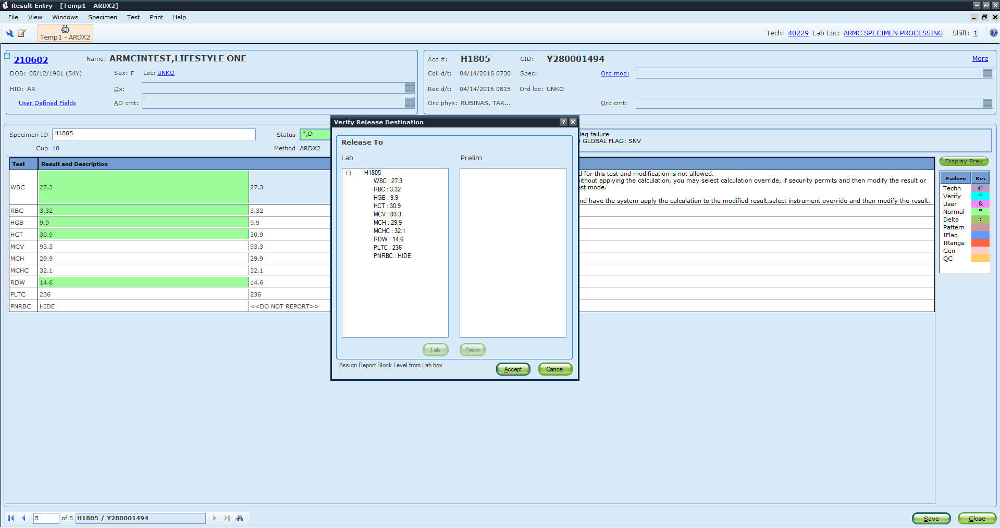 Result Entry - [Temp1 - ARDX2]
File View Windows Specimen Test Print Help
Temp1 - ARDX2
Tech: 40229 Lab Loc: ARMC SPECIMEN PROCESSING Shift: 1
210602 Name: ARMCINTEST,LIFESTYLE ONE
DOB: 05/12/1961 (54Y) Sex: F Loc: UNKO
HID: AR Dx:
User Defined Fields AD cmt:
Acc #: H1805 CID: Y280001494 More
Coll d/t: 04/14/2016 0730 Spec: Ord mod:
Rec d/t: 04/14/2016 0815 Ord loc: UNKO
Ord phys: RUBINAS, TAR... Ord cmt:
Specimen ID H1805 Status *,D
Cup 10 Method ARDX2
lag failure
GLOBAL FLAG: SNV
Test Result and Description
WBC 27.3 27.3
RBC 3.32 3.32
HGB 9.9 9.9
HCT 30.9 30.9
MCV 93.3 93.3
MCH 29.9 29.9
MCHC 32.1 32.1
RDW 14.6 14.6
PLTC 236 236
PNRBC HIDE <<DO NOT REPORT>>
d for this test and modification is not allowed.
ithout applying the calculation, you may select calculation override, if security permits and then modify the result or
est mode.
nd have the system apply the calculation to the modified result,select instrument override and then modify the result.
Verify Release Destination
?
Release To
Lab Prelim
H1805
WBC : 27.3
RBC : 3.32
HGB : 9.9
HCT : 30.9
MCV : 93.3
MCH : 29.9
MCHC : 32.1
RDW : 14.6
PLTC : 236
PNRBC : HIDE
Lab Prelim
Assign Report Block Level from Lab box
Accept Cancel
Display Prev
Failure Key
Techn @
Verify ^
User &
Normal *
Delta :
Pattern
IFlag
IRange
Gen
QC
5 of 5 H1805 / Y280001494
Save Close